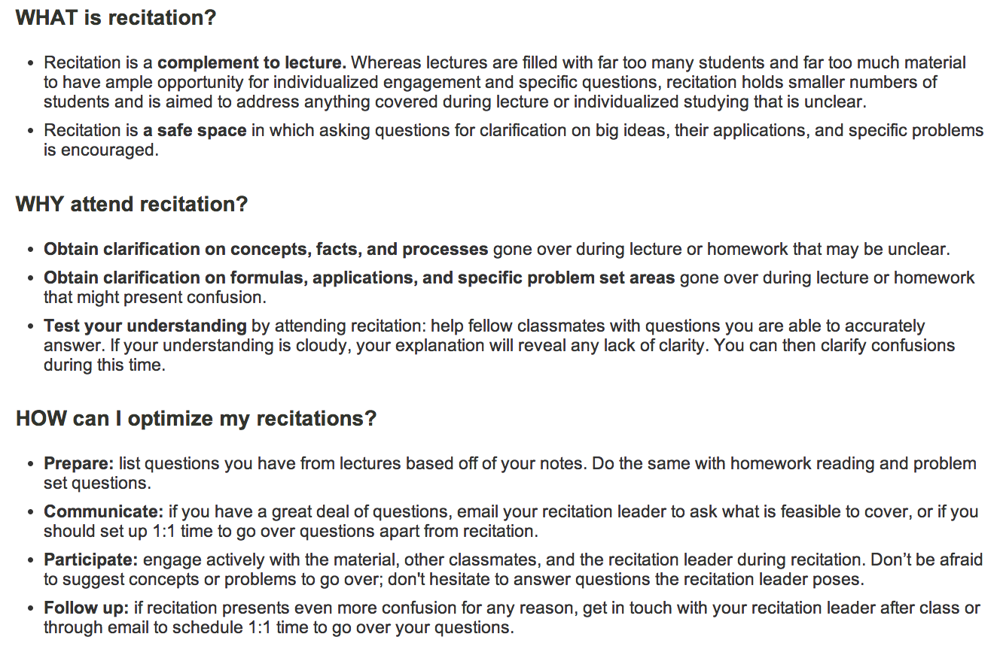 WHAT is recitation?
• Recitation is a complement to lecture. Whereas lectures are filled with far too many students and far too much material
to have ample opportunity for individualized engagement and specific questions, recitation holds smaller numbers of
students and is aimed to address anything covered during lecture or individualized studying that is unclear.
• Recitation is a safe space in which asking questions for clarification on big ideas, their applications, and specific problems
is encouraged.
WHY attend recitation?
• Obtain clarification on concepts, facts, and processes gone over during lecture or homework that may be unclear.
• Obtain clarification on formulas, applications, and specific problem set areas gone over during lecture or homework
that might present confusion.
• Test your understanding by attending recitation: help fellow classmates with questions you are able to accurately
answer. If your understanding is cloudy, your explanation will reveal any lack of clarity. You can then clarify confusions
during this time.
HOW can I optimize my recitations?
• Prepare: list questions you have from lectures based off of your notes. Do the same with homework reading and problem
set questions.
• Communicate: if you have a great deal of questions, email your recitation leader to ask what is feasible to cover, or if you
should set up 1:1 time to go over questions apart from recitation.
• Participate: engage actively with the material, other classmates, and the recitation leader during recitation. Don’t be afraid
to suggest concepts or problems to go over; don't hesitate to answer questions the recitation leader poses.
• Follow up: if recitation presents even more confusion for any reason, get in touch with your recitation leader after class or
through email to schedule 1:1 time to go over your questions.